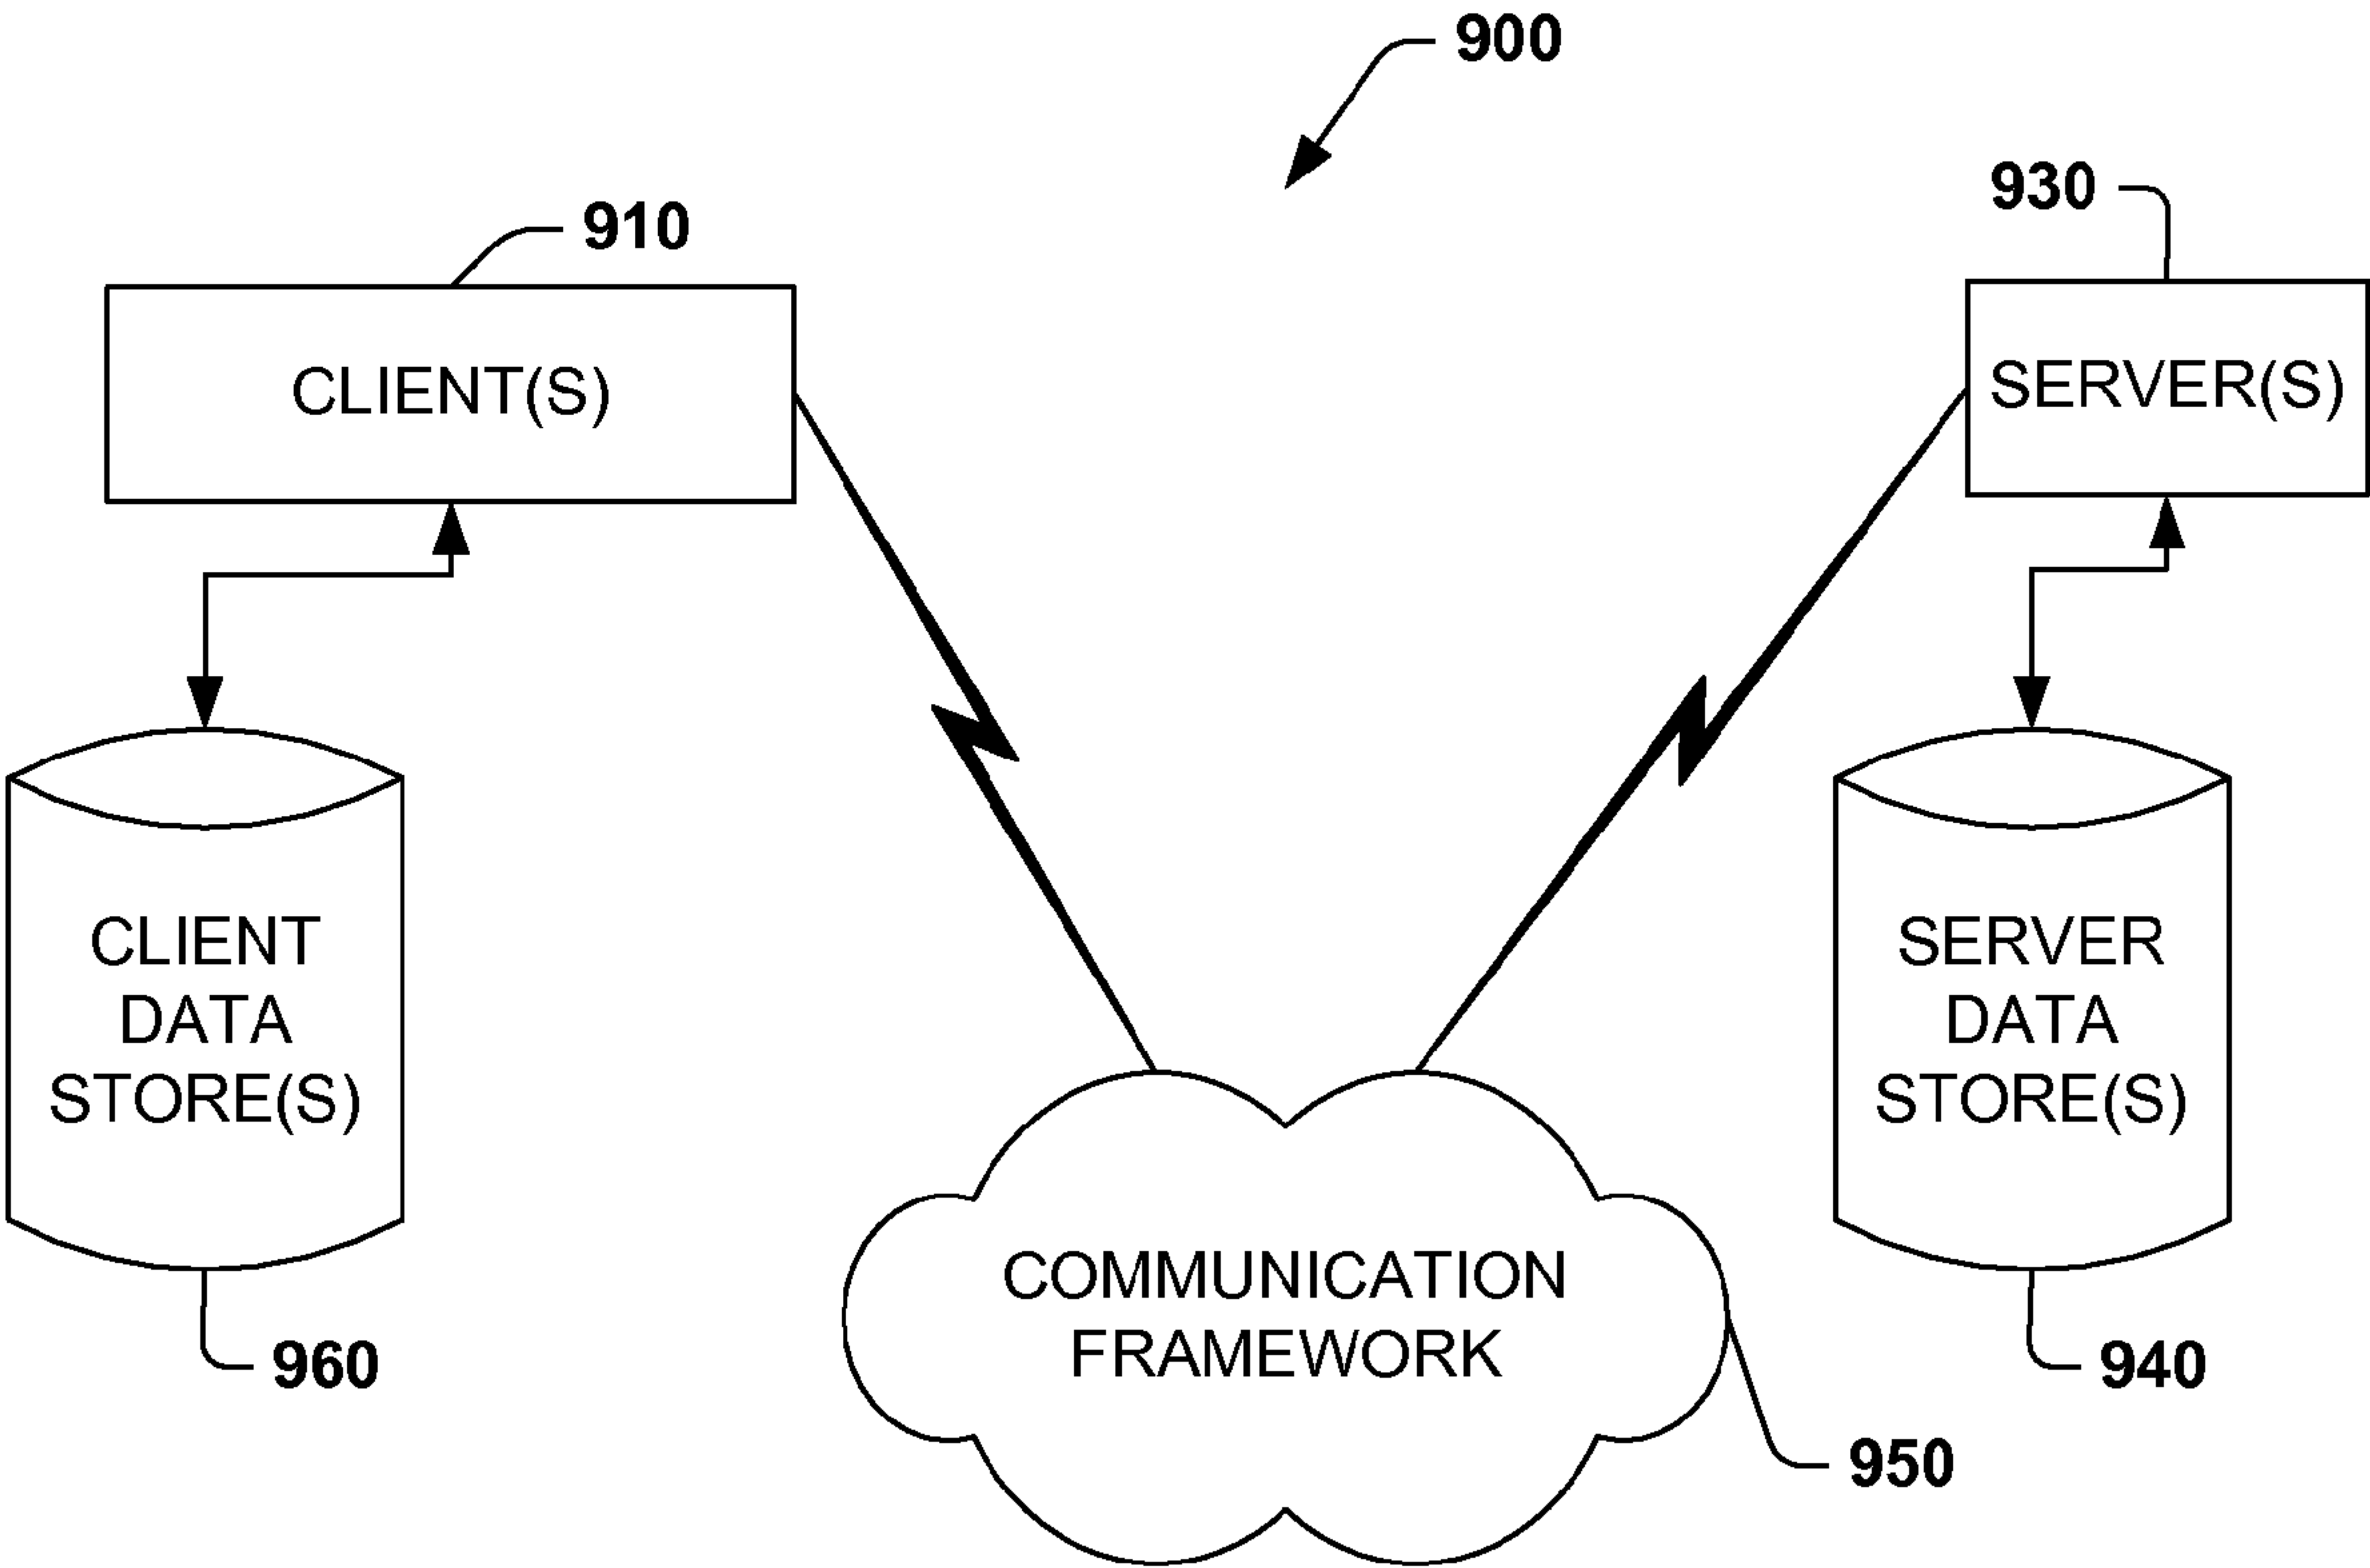 900
930
910
CLIENT(S)
SERVER(S)
CLIENT
DATA
STORE(S)
SERVER
DATA
STORE(S)
COMMUNICATION
FRAMEWORK
960
940
950